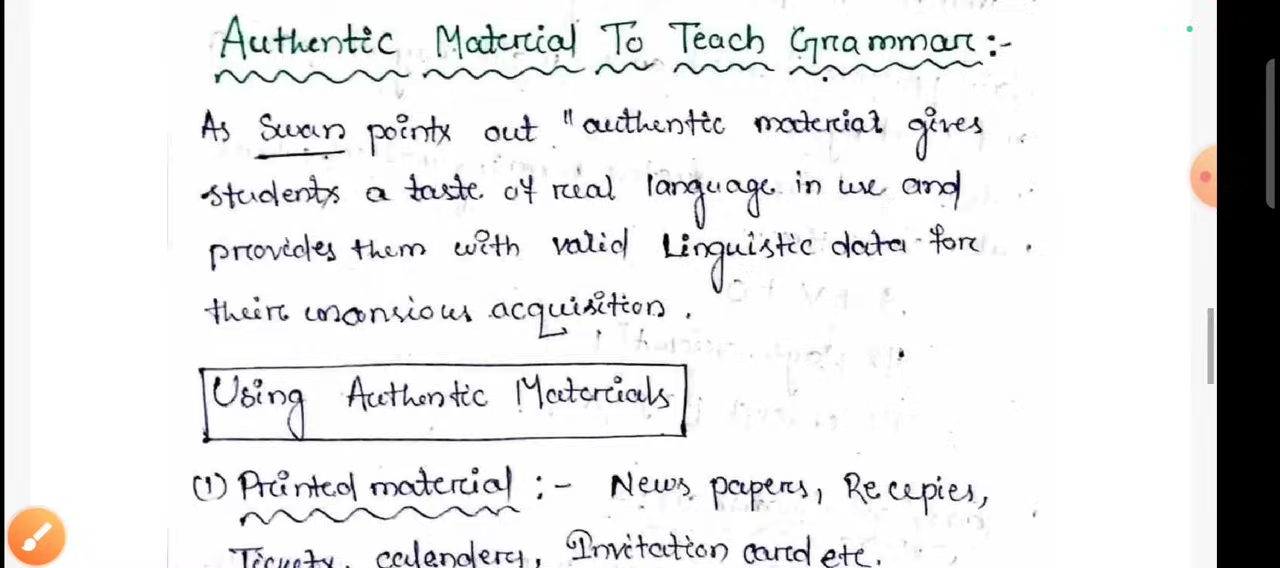 Authentic Material To Teach Grammar :-
As Swan points out "authentic material gives
students a taste of real language in use and
provides them with valid Linguistic data for
their unconsious acquisition.
Using Authentic Materials
(1) Printed material :- News papers, Recepies,
calenders, Invitation card etc.